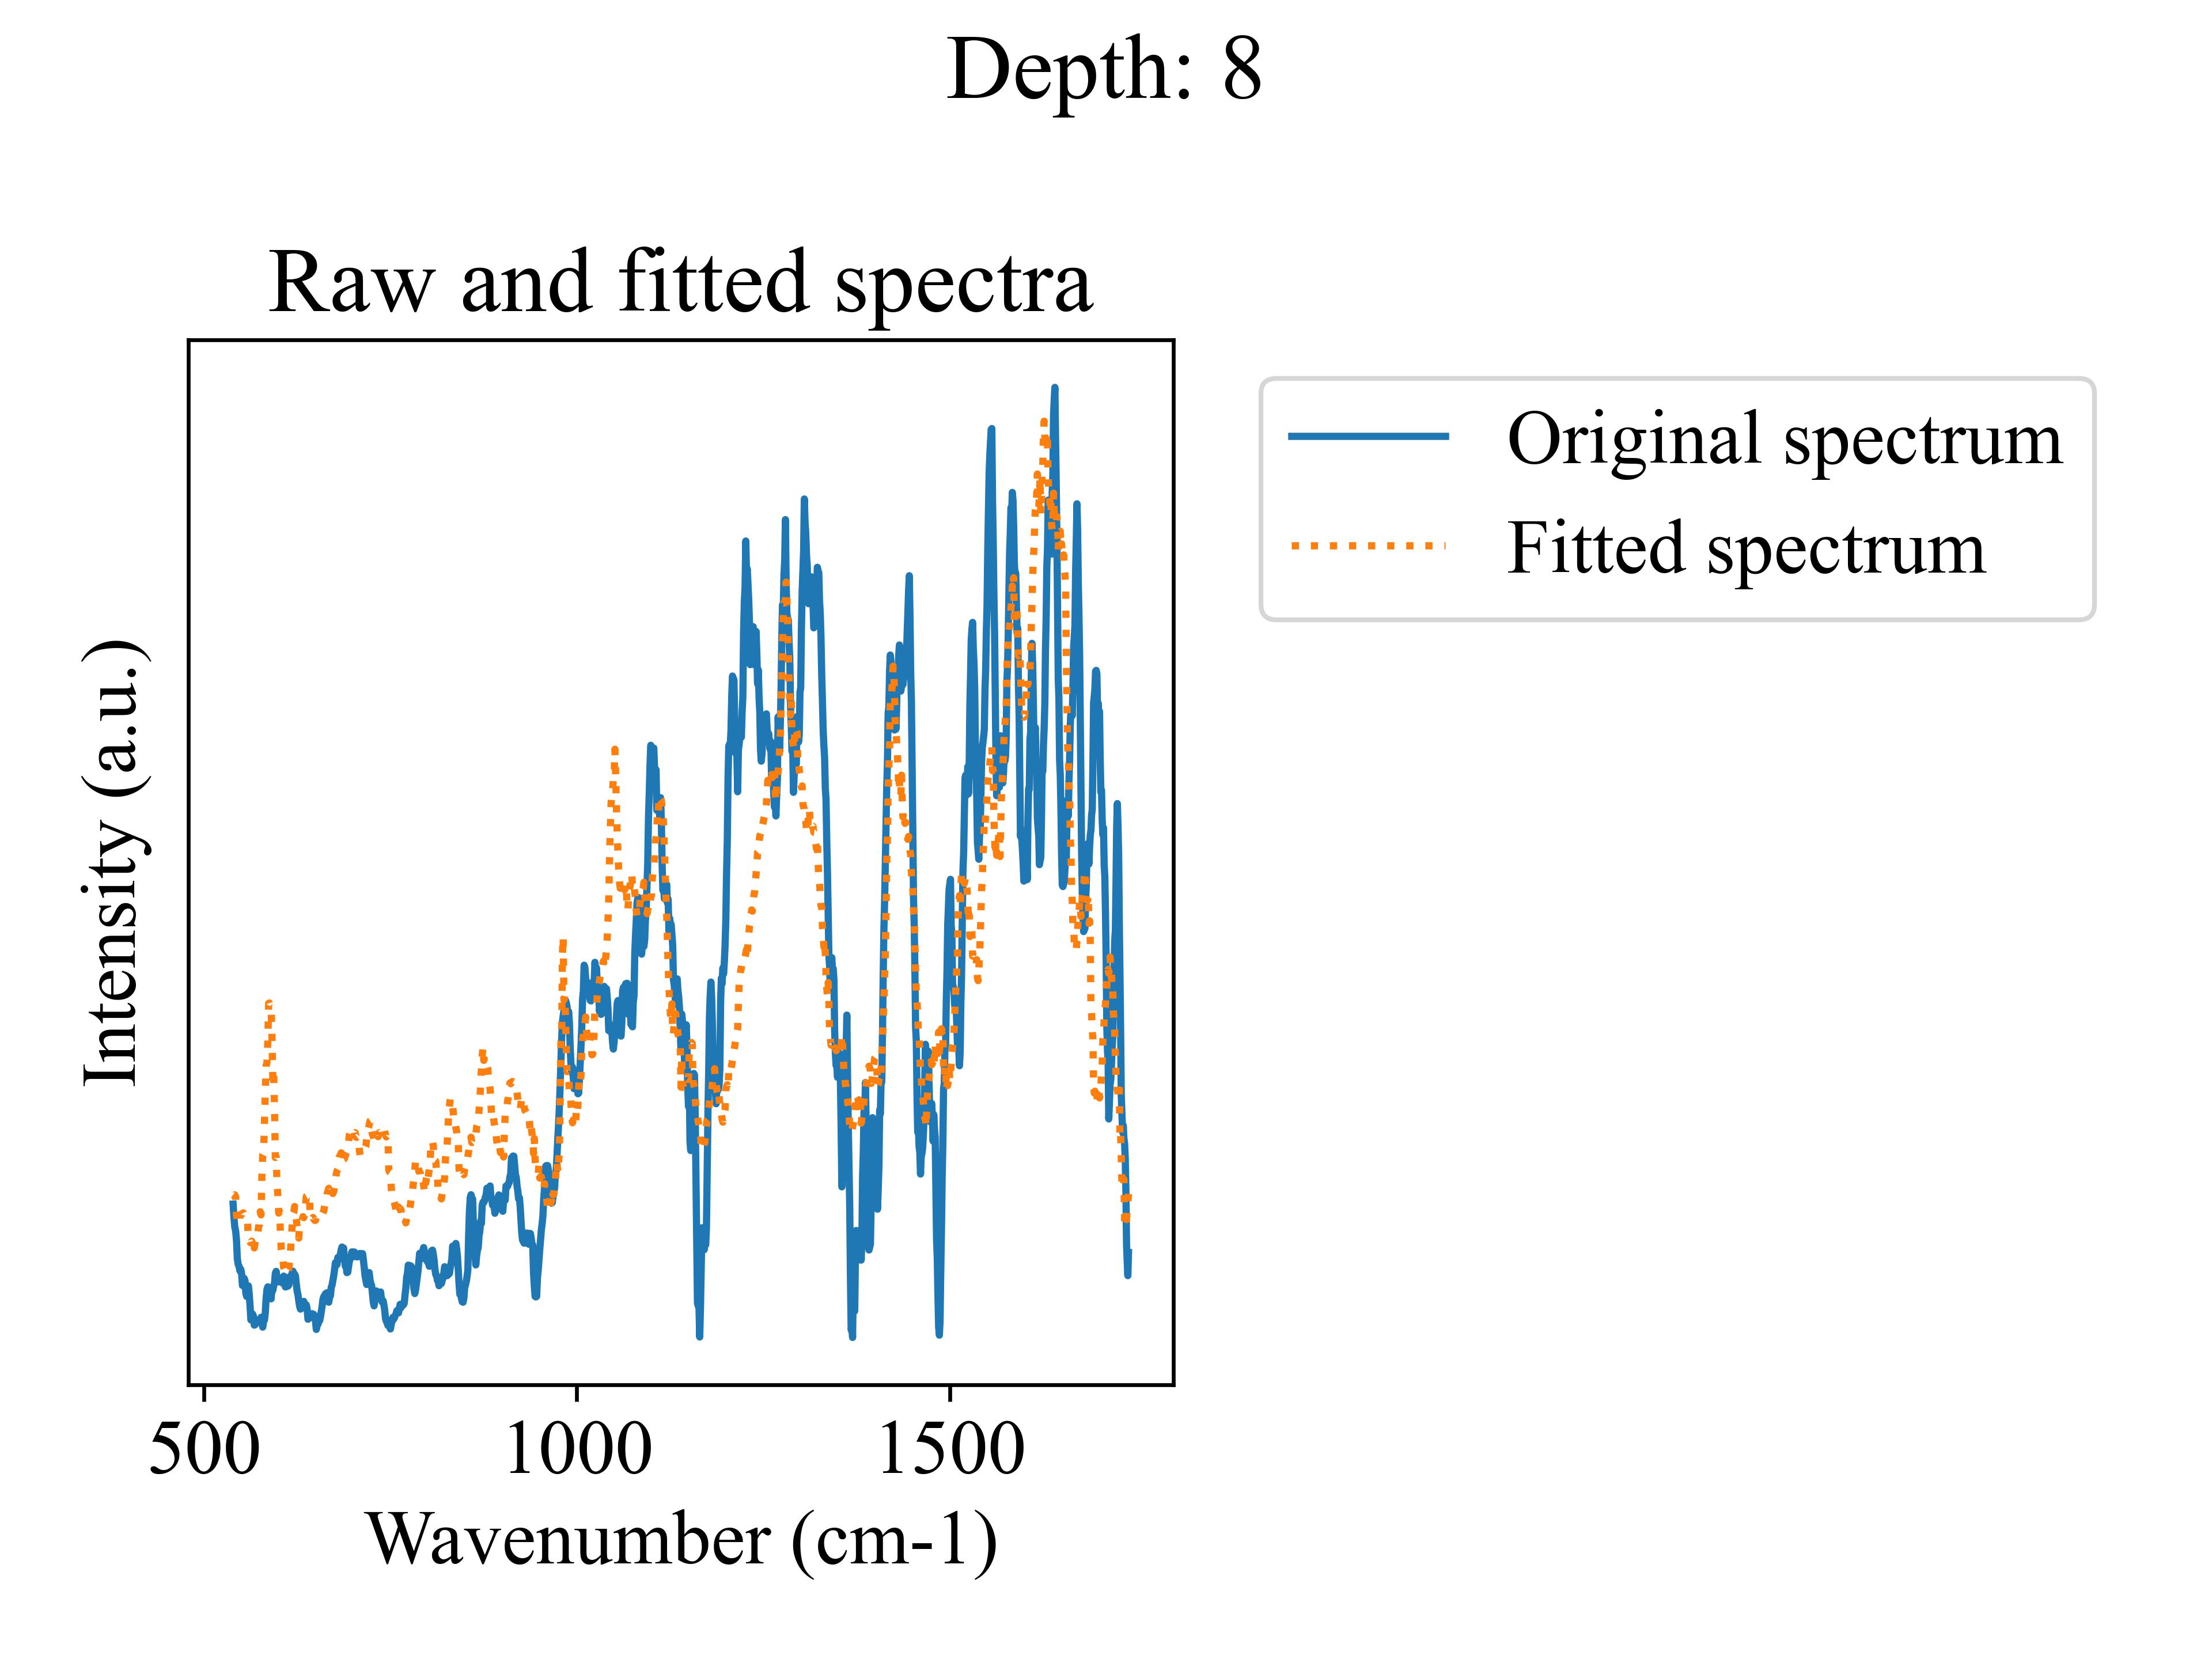 Depth: 8
Raw and fitted spectra
Original spectrum
Fitted spectrum
Intensity (a.u.)
500 1000 1500
Wavenumber (cm-1)